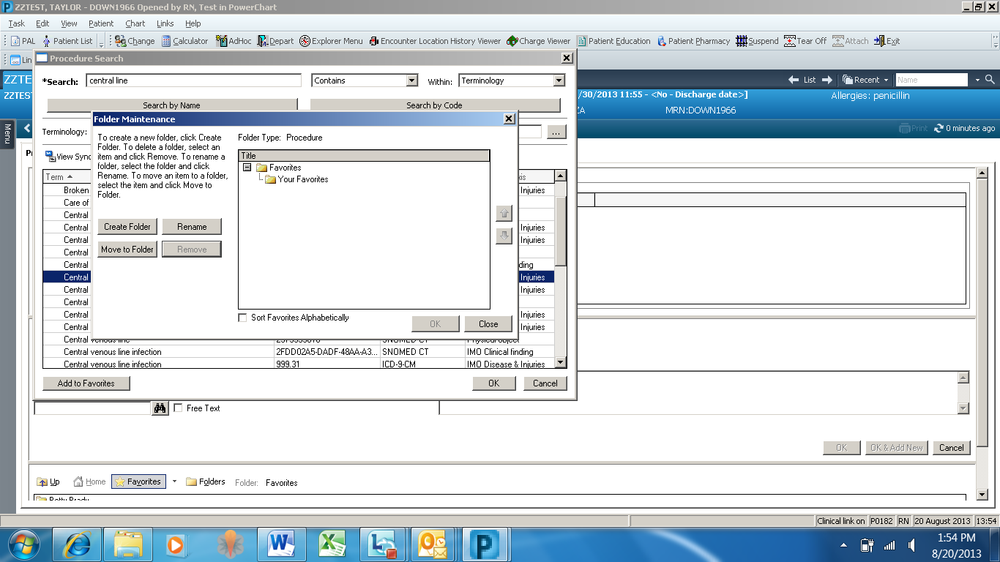 ZZTEST, TAYLOR - DOWN1966 Opened by RN, Test in PowerChart
Task Edit View Patient Chart Links Help
PAL Patient List Change Calculator AdHoc Depart Explorer Menu Encounter Location History Viewer Charge Viewer Patient Education Patient Pharmacy Suspend Tear Off Attach Exit
Lin
Procedure Search
ZZTE
List Recent Name
*Search: central line Contains Within: Terminology
ZZTEST
/30/2013 11:55 - <No - Discharge date>] Allergies: penicillin
Search by Name Search by Code
ZA MRN:DOWN1966
Menu
Folder Maintenance
Print 0 minutes ago
Terminology: ...
To create a new folder, click Create
Folder. To delete a folder, select an
item and click Remove. To rename a
folder, select the folder and click
Rename. To move an item to a folder,
select the item and click Move to
Folder.
Folder Type: Procedure
Title
Favorites
Your Favorites
Create Folder Rename
Move to Folder Remove
Sort Favorites Alphabetically
OK Close
View Sync
Term xis
Broken Injuries
Care of
Central
Central Injuries
Central Injuries
Central
Central ding
Central Injuries
Central Injuries
Central
Central Injuries
Central Injuries
Central venous line SNOMED CT Physical object
Central venous line infection 2FDD02A5-DADF-48AA-A3... SNOMED CT IMO Clinical finding
Central venous line infection 999.31 ICD-9-CM IMO Disease & Injuries
Add to Favorites OK Cancel
Free Text
OK OK & Add New Cancel
Up Home Favorites Folders Folder: Favorites
Betty Brady
Clinical link on P0182 RN 20 August 2013 13:54
1:54 PM
8/20/2013